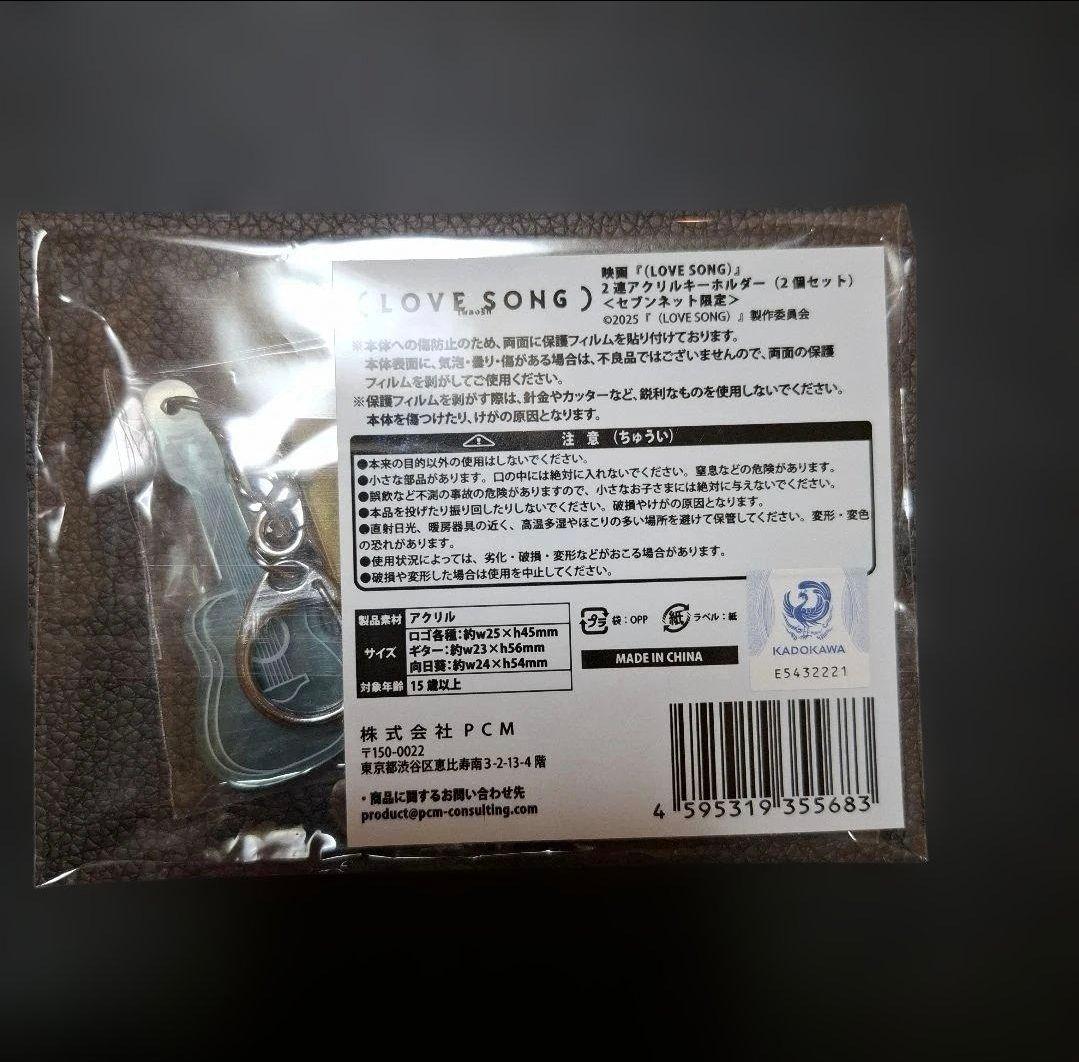 ( LOVE SONG )
映画『（LOVE SONG）』
２連アクリルキーホルダー（２個セット）
＜セブンネット限定＞
©2025『（LOVE SONG）』製作委員会
※本体への傷防止のため、両面に保護フィルムを貼り付けております。
本体表面に、気泡・曇り・傷がある場合は、不良品ではございませんので、両面の保護
フィルムを剥がしてご使用ください。
※保護フィルムを剥がす際は、針金やカッターなど、鋭利なものを使用しないでください。
本体を傷つけたり、けがの原因となります。
注 意（ちゅうい）
●本来の目的以外の使用はしないでください。
●小さな部品があります。口の中には絶対に入れないでください。窒息などの危険があります。
●誤飲など不測の事故の危険がありますので、小さなお子さまには絶対に与えないでください。
●本品を投げたり振り回したりしないでください。破損やけがの原因となります。
●直射日光、暖房器具の近く、高温多湿やほこりの多い場所を避けて保管してください。変形・変色
の恐れがあります。
●使用状況によっては、劣化・破損・変形などがおこる場合があります。
●破損や変形した場合は使用を中止してください。
製品素材 アクリル
サイズ ロゴ各種：約w25×h45mm
ギター：約w23×h56mm
向日葵：約w24×h54mm
対象年齢 15歳以上
プラ 袋：OPP 紙 ラベル：紙
MADE IN CHINA
KADOKAWA
E5432221
株式会社ＰＣＭ
〒150-0022
東京都渋谷区恵比寿南3-2-13-4階
・商品に関するお問い合わせ先
product@pcm-consulting.com
4 595319 355683